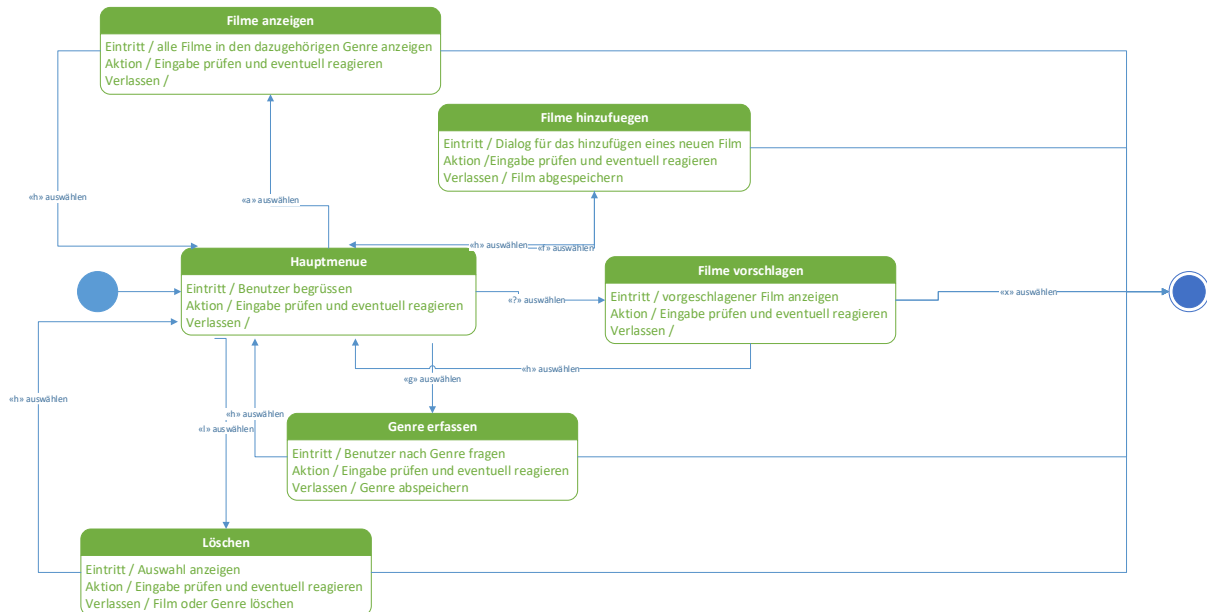 Filme anzeigen
Eintritt / alle Filme in den dazugehörigen Genre anzeigen
Aktion / Eingabe prüfen und eventuell reagieren
Verlassen /
Filme hinzufuegen
Eintritt / Dialog für das hinzufügen eines neuen Film
Aktion /Eingabe prüfen und eventuell reagieren
Verlassen / Film abgespeichern
«h» auswählen
«a» auswählen
«h» auswählen
«f» auswählen
Hauptmenue
Eintritt / Benutzer begrüssen
Aktion / Eingabe prüfen und eventuell reagieren
Verlassen /
«?» auswählen
Filme vorschlagen
Eintritt / vorgeschlagener Film anzeigen
Aktion / Eingabe prüfen und eventuell reagieren
Verlassen /
«x» auswählen
«h» auswählen
«g» auswählen
«h» auswählen
«h» auswählen
«l» auswählen
Genre erfassen
Eintritt / Benutzer nach Genre fragen
Aktion / Eingabe prüfen und eventuell reagieren
Verlassen / Genre abspeichern
Löschen
Eintritt / Auswahl anzeigen
Aktion / Eingabe prüfen und eventuell reagieren
Verlassen / Film oder Genre löschen